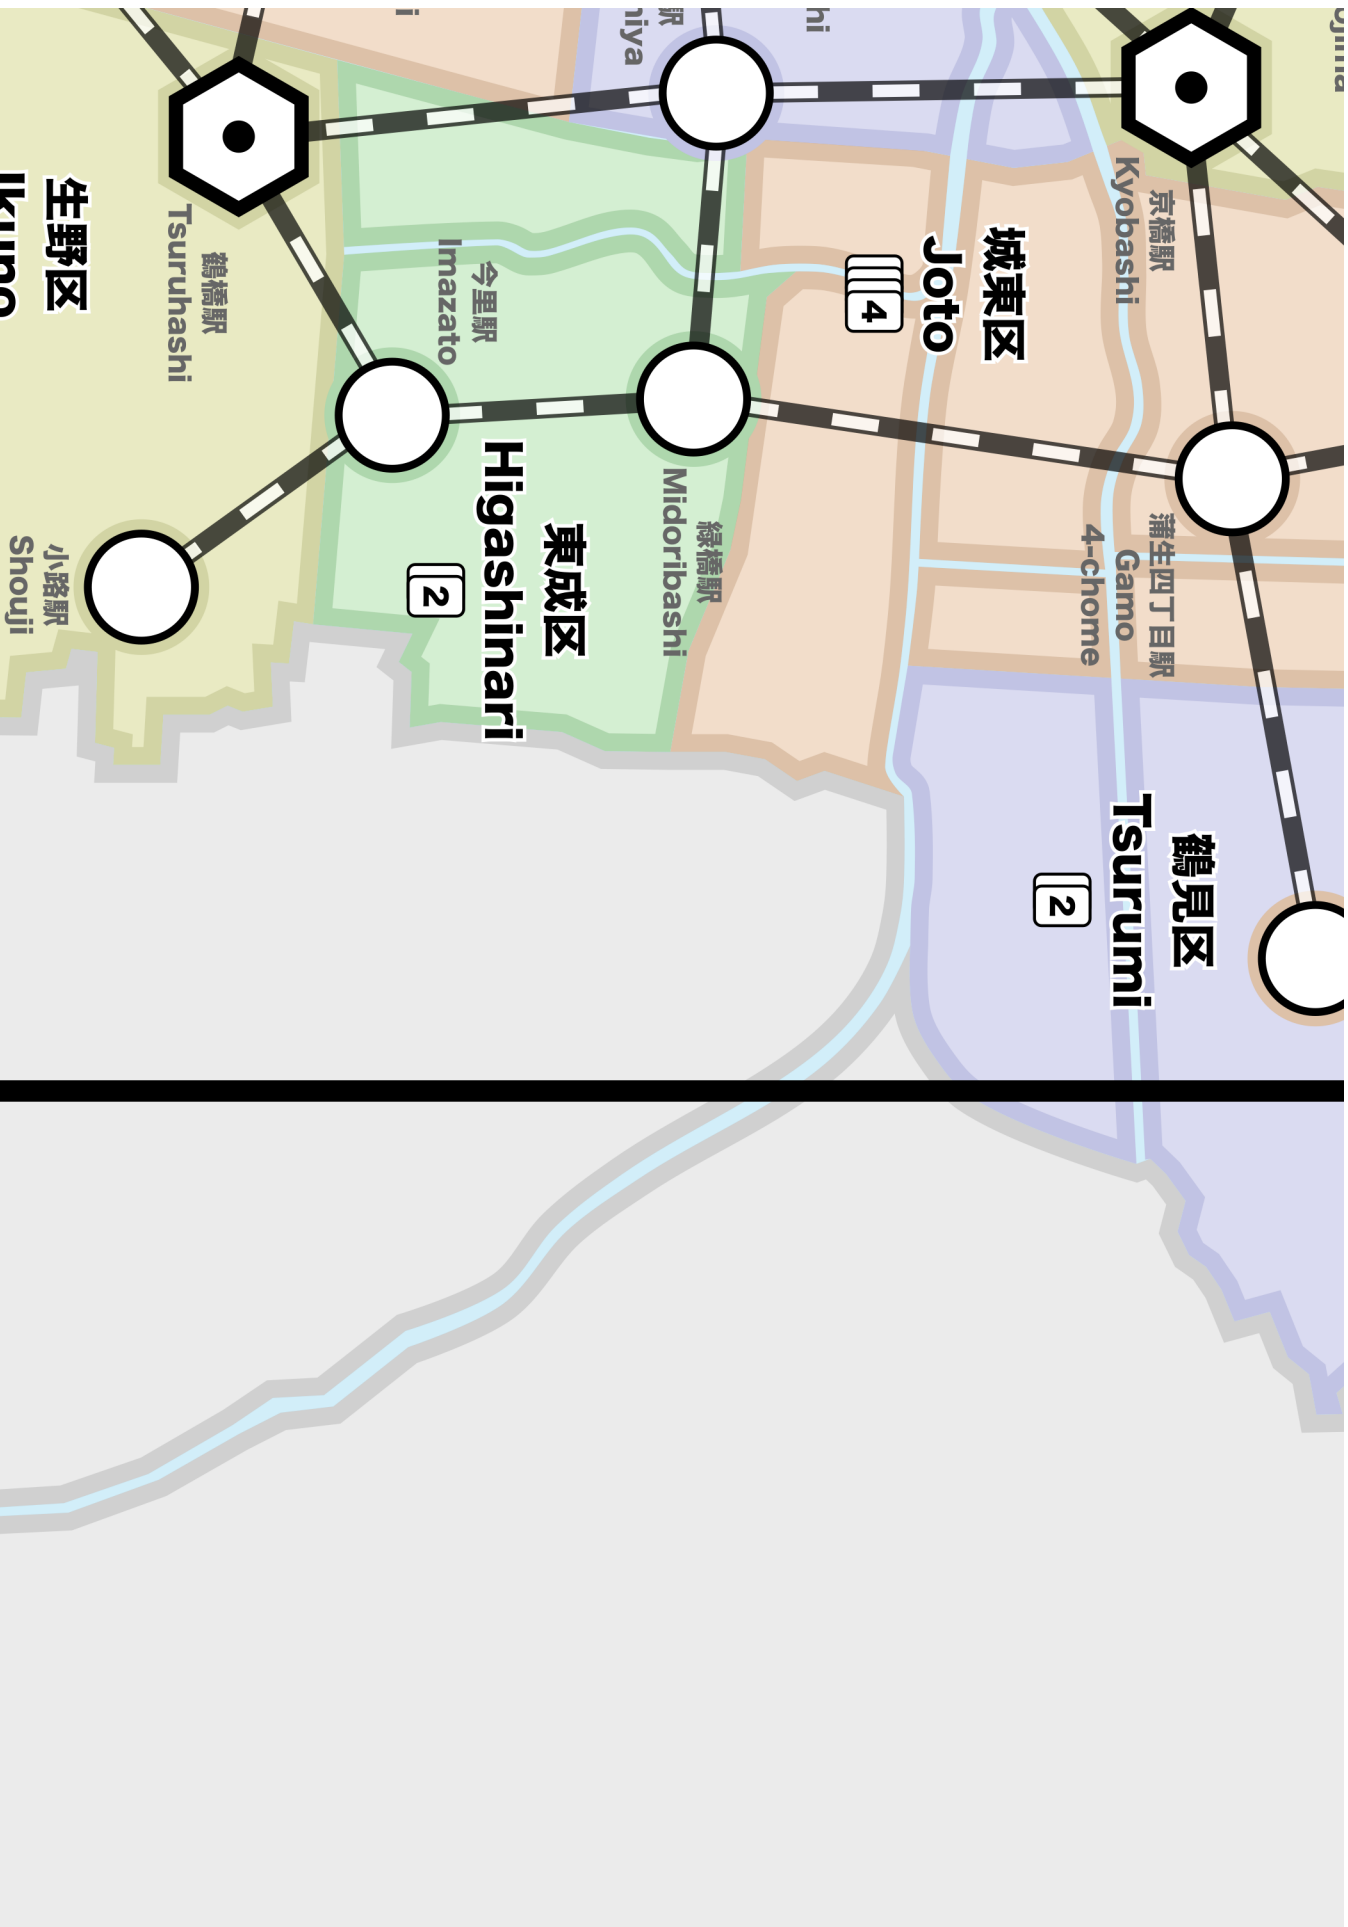 京橋駅
Kyobashi
城東区
Joto
4
蒲生四丁目駅
Gamo
4-chome
鶴見区
Tsurumi
2
緑橋駅
Midoribashi
東成区
Higashinari
2
今里駅
Imazato
鶴橋駅
Tsuruhashi
生野区
小路駅
Shouji